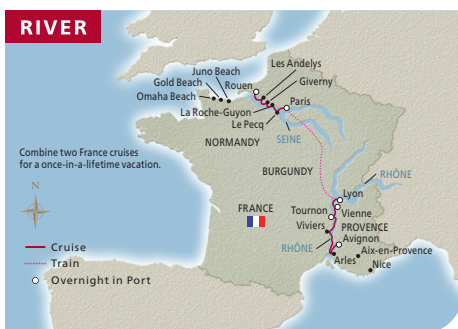 RIVER
Juno Beach
Gold Beach
Omaha Beach
Les Andelys
Rouen
Giverny
La Roche-Guyon
Paris
Le Pecq
SEINE
NORMANDY
Combine two France cruises
for a once-in-a-lifetime vacation.
BURGUNDY
RHÔNE
N
Lyon
FRANCE
Tournon
Vienne
Viviers
PROVENCE
Avignon
RHÔNE
Aix-en-Provence
Arles
Nice
Cruise
Train
Overnight in Port